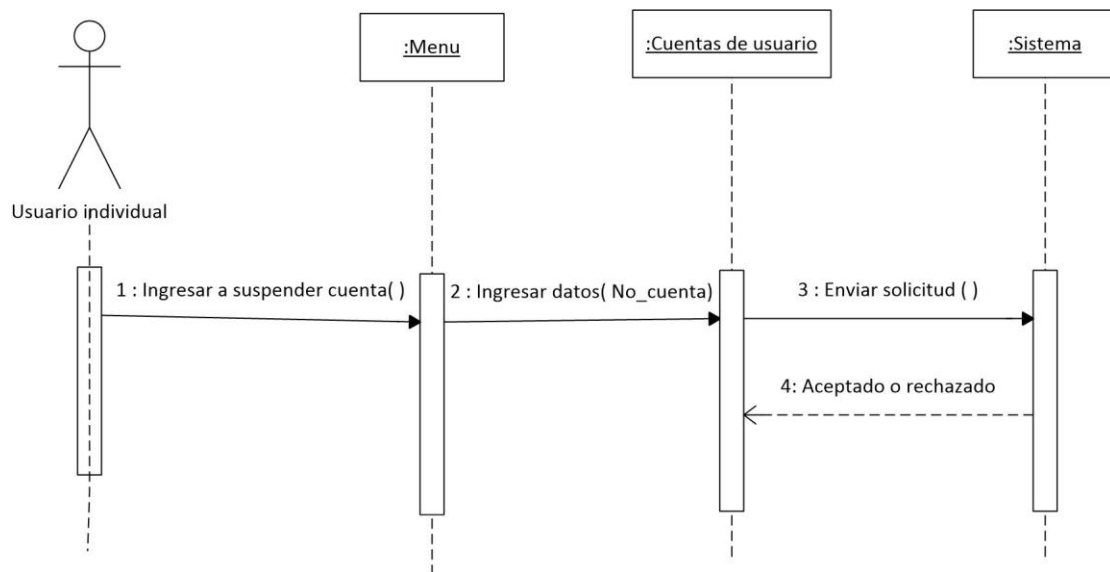 :Menu
:Cuentas de usuario
:Sistema
Usuario individual
1 : Ingresar a suspender cuenta( )
2 : Ingresar datos( No_cuenta)
3 : Enviar solicitud ( )
4: Aceptado o rechazado